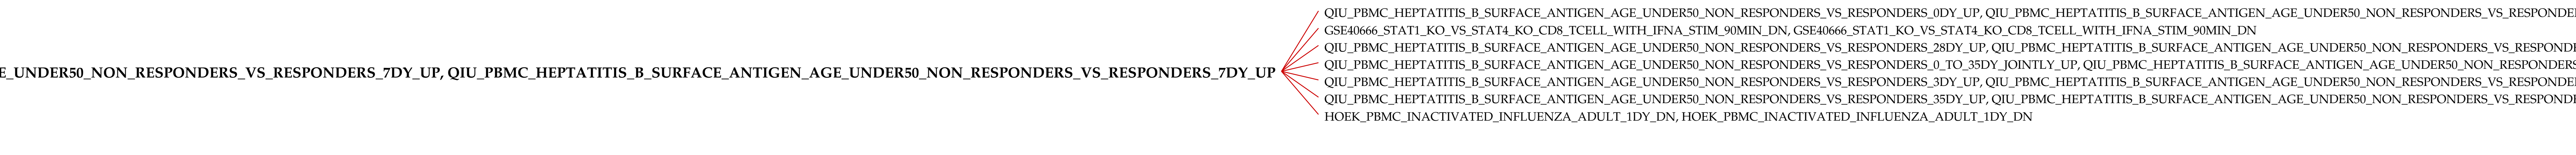 E_UNDER50_NON_RESPONDERS_VS_RESPONDERS_7DY_UP, QIU_PBMC_HEPTATITIS_B_SURFACE_ANTIGEN_AGE_UNDER50_NON_RESPONDERS_VS_RESPONDERS_7DY_UP
QIU_PBMC_HEPTATITIS_B_SURFACE_ANTIGEN_AGE_UNDER50_NON_RESPONDERS_VS_RESPONDERS_0DY_UP, QIU_PBMC_HEPTATITIS_B_SURFACE_ANTIGEN_AGE_UNDER50_NON_RESPONDERS_VS_RESPONDE
GSE40666_STAT1_KO_VS_STAT4_KO_CD8_TCELL_WITH_IFNA_STIM_90MIN_DN, GSE40666_STAT1_KO_VS_STAT4_KO_CD8_TCELL_WITH_IFNA_STIM_90MIN_DN
QIU_PBMC_HEPTATITIS_B_SURFACE_ANTIGEN_AGE_UNDER50_NON_RESPONDERS_VS_RESPONDERS_28DY_UP, QIU_PBMC_HEPTATITIS_B_SURFACE_ANTIGEN_AGE_UNDER50_NON_RESPONDERS_VS_RESPOND
QIU_PBMC_HEPTATITIS_B_SURFACE_ANTIGEN_AGE_UNDER50_NON_RESPONDERS_VS_RESPONDERS_0_TO_35DY_JOINTLY_UP, QIU_PBMC_HEPTATITIS_B_SURFACE_ANTIGEN_AGE_UNDER50_NON_RESPONDERS
QIU_PBMC_HEPTATITIS_B_SURFACE_ANTIGEN_AGE_UNDER50_NON_RESPONDERS_VS_RESPONDERS_3DY_UP, QIU_PBMC_HEPTATITIS_B_SURFACE_ANTIGEN_AGE_UNDER50_NON_RESPONDERS_VS_RESPONDE
QIU_PBMC_HEPTATITIS_B_SURFACE_ANTIGEN_AGE_UNDER50_NON_RESPONDERS_VS_RESPONDERS_35DY_UP, QIU_PBMC_HEPTATITIS_B_SURFACE_ANTIGEN_AGE_UNDER50_NON_RESPONDERS_VS_RESPOND
HOEK_PBMC_INACTIVATED_INFLUENZA_ADULT_1DY_DN, HOEK_PBMC_INACTIVATED_INFLUENZA_ADULT_1DY_DN